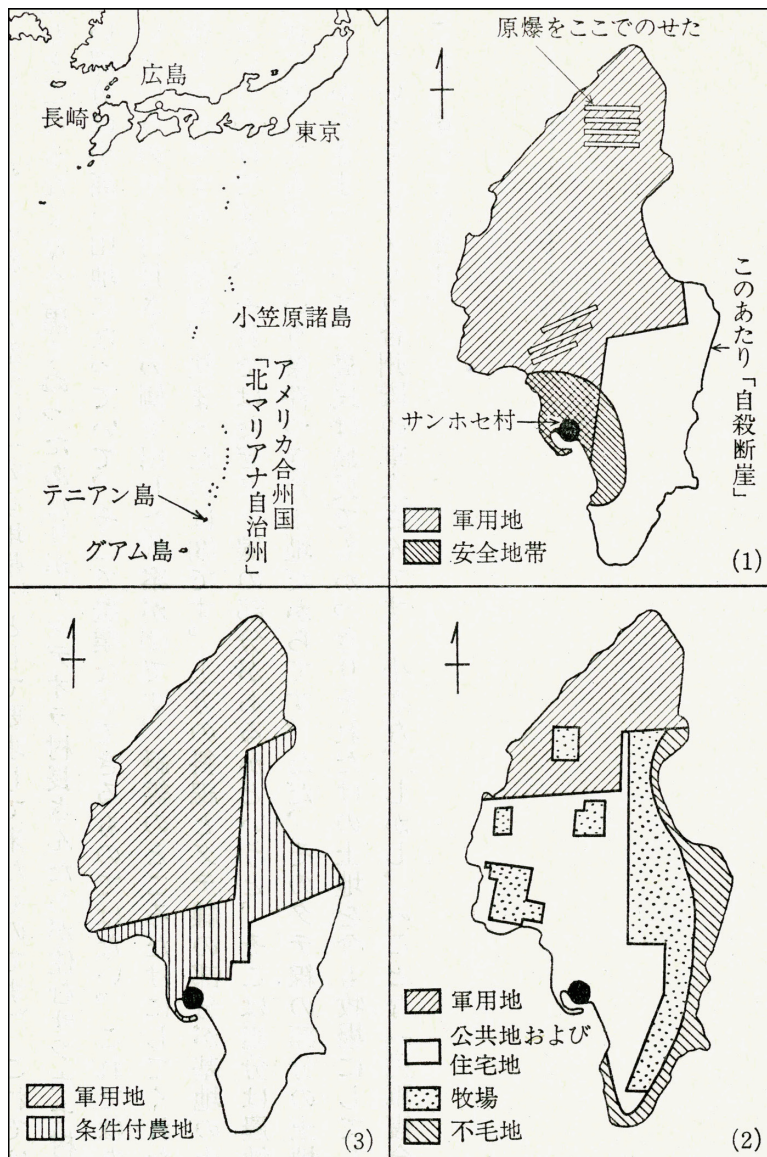 広島
長崎
東京
小笠原諸島
アメリカ合州国
「北マリアナ自治州」
テニアン島
グアム島
原爆をここでのせた
このあたり「自殺断崖」
サンホセ村
軍用地
安全地帯
(1)
軍用地
公共地および
住宅地
牧場
不毛地
(2)
軍用地
条件付農地
(3)